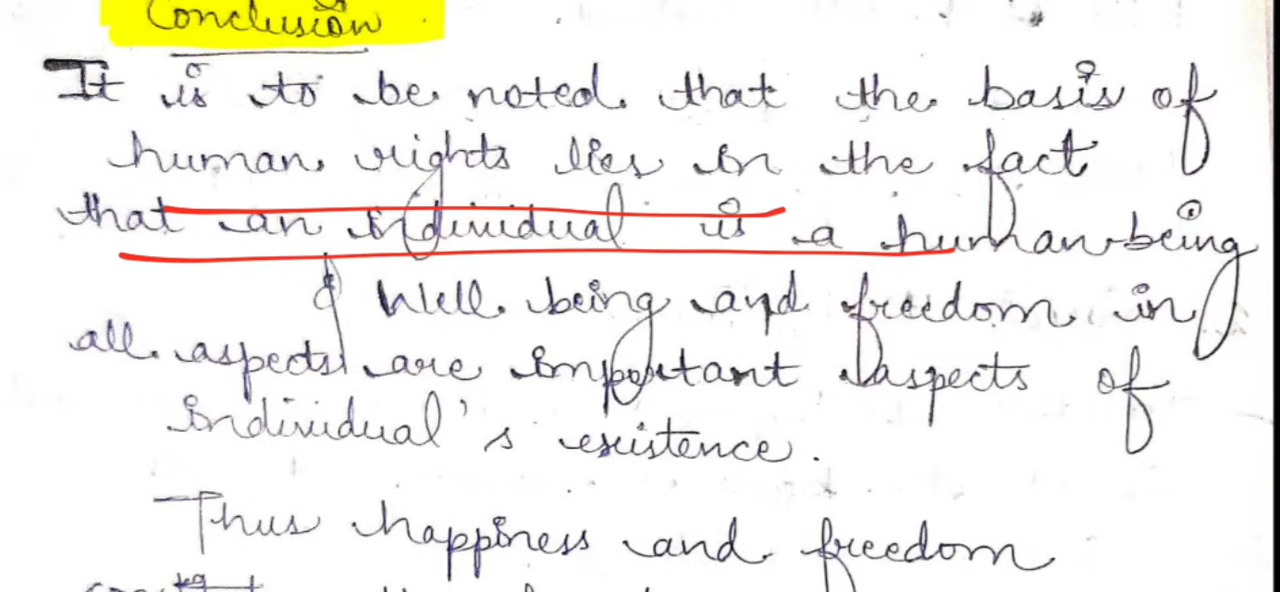 Conclusion
It is to be noted that the basis of
human rights lies in the fact
that an individual is a human being
& Well being and freedom in
all aspects are important aspects of
individual's existence.
Thus happiness and freedom